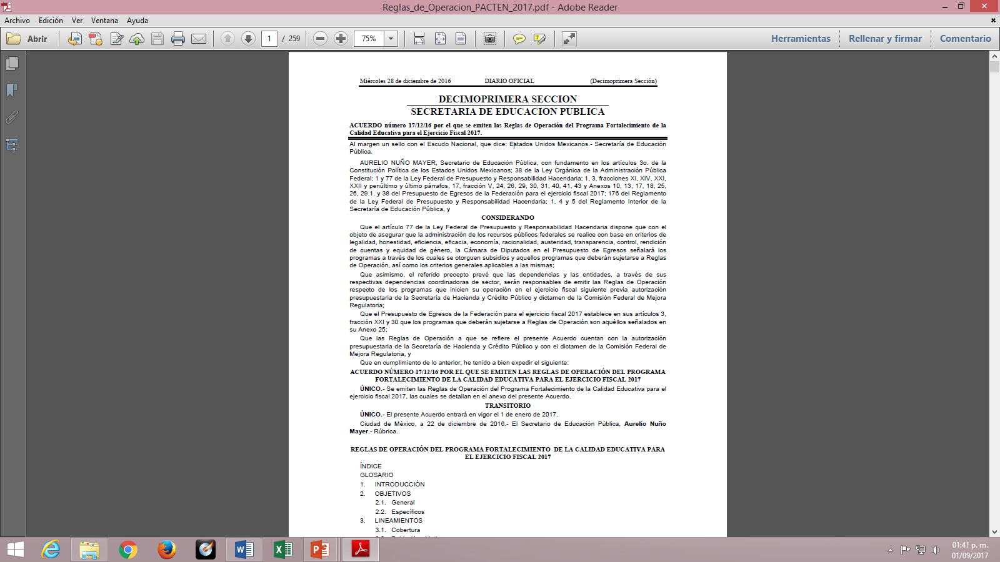 Reglas_de_Operacion_PACTEN_2017.pdf - Adobe Reader
Archivo Edición Ver Ventana Ayuda
Abrir 1 / 259 75% Herramientas Rellenar y firmar Comentario
Miércoles 28 de diciembre de 2016 DIARIO OFICIAL (Decimoprimera Sección)
DECIMOPRIMERA SECCION
SECRETARIA DE EDUCACION PUBLICA
ACUERDO número 17/12/16 por el que se emiten las Reglas de Operación del Programa Fortalecimiento de la
Calidad Educativa para el Ejercicio Fiscal 2017.
Al margen un sello con el Escudo Nacional, que dice: Estados Unidos Mexicanos.- Secretaría de Educación
Pública.
AURELIO NUÑO MAYER, Secretario de Educación Pública, con fundamento en los artículos 3o. de la
Constitución Política de los Estados Unidos Mexicanos; 38 de la Ley Orgánica de la Administración Pública
Federal; 1 y 77 de la Ley Federal de Presupuesto y Responsabilidad Hacendaria; 1, 3, fracciones XI, XIV, XXI,
XXII y penúltimo y último párrafos, 17, fracción V, 24, 26, 29, 30, 31, 40, 41, 43 y Anexos 10, 13, 17, 18, 25,
26, 29.1. y 38 del Presupuesto de Egresos de la Federación para el ejercicio fiscal 2017; 176 del Reglamento
de la Ley Federal de Presupuesto y Responsabilidad Hacendaria; 1, 4 y 5 del Reglamento Interior de la
Secretaría de Educación Pública, y
CONSIDERANDO
Que el artículo 77 de la Ley Federal de Presupuesto y Responsabilidad Hacendaria dispone que con el
objeto de asegurar que la administración de los recursos públicos federales se realice con base en criterios de
legalidad, honestidad, eficiencia, eficacia, economía, racionalidad, austeridad, transparencia, control, rendición
de cuentas y equidad de género, la Cámara de Diputados en el Presupuesto de Egresos señalará los
programas a través de los cuales se otorguen subsidios y aquellos programas que deberán sujetarse a Reglas
de Operación, así como los criterios generales aplicables a las mismas;
Que asimismo, el referido precepto prevé que las dependencias y las entidades, a través de sus
respectivas dependencias coordinadoras de sector, serán responsables de emitir las Reglas de Operación
respecto de los programas que inicien su operación en el ejercicio fiscal siguiente previa autorización
presupuestaria de la Secretaría de Hacienda y Crédito Público y dictamen de la Comisión Federal de Mejora
Regulatoria;
Que el Presupuesto de Egresos de la Federación para el ejercicio fiscal 2017 establece en sus artículos 3,
fracción XXI y 30 que los programas que deberán sujetarse a Reglas de Operación son aquéllos señalados en
su Anexo 25;
Que las Reglas de Operación a que se refiere el presente Acuerdo cuentan con la autorización
presupuestaria de la Secretaría de Hacienda y Crédito Público y con el dictamen de la Comisión Federal de
Mejora Regulatoria, y
Que en cumplimiento de lo anterior, he tenido a bien expedir el siguiente:
ACUERDO NÚMERO 17/12/16 POR EL QUE SE EMITEN LAS REGLAS DE OPERACIÓN DEL PROGRAMA
FORTALECIMIENTO DE LA CALIDAD EDUCATIVA PARA EL EJERCICIO FISCAL 2017
ÚNICO.- Se emiten las Reglas de Operación del Programa Fortalecimiento de la Calidad Educativa para el
ejercicio fiscal 2017, las cuales se detallan en el anexo del presente Acuerdo.
TRANSITORIO
ÚNICO.- El presente Acuerdo entrará en vigor el 1 de enero de 2017.
Ciudad de México, a 22 de diciembre de 2016.- El Secretario de Educación Pública, Aurelio Nuño
Mayer.- Rúbrica.
REGLAS DE OPERACIÓN DEL PROGRAMA FORTALECIMIENTO DE LA CALIDAD EDUCATIVA PARA
EL EJERCICIO FISCAL 2017
ÍNDICE
GLOSARIO
1. INTRODUCCIÓN
2. OBJETIVOS
2.1. General
2.2. Específicos
3. LINEAMIENTOS
3.1. Cobertura
01:41 p. m.
01/09/2017